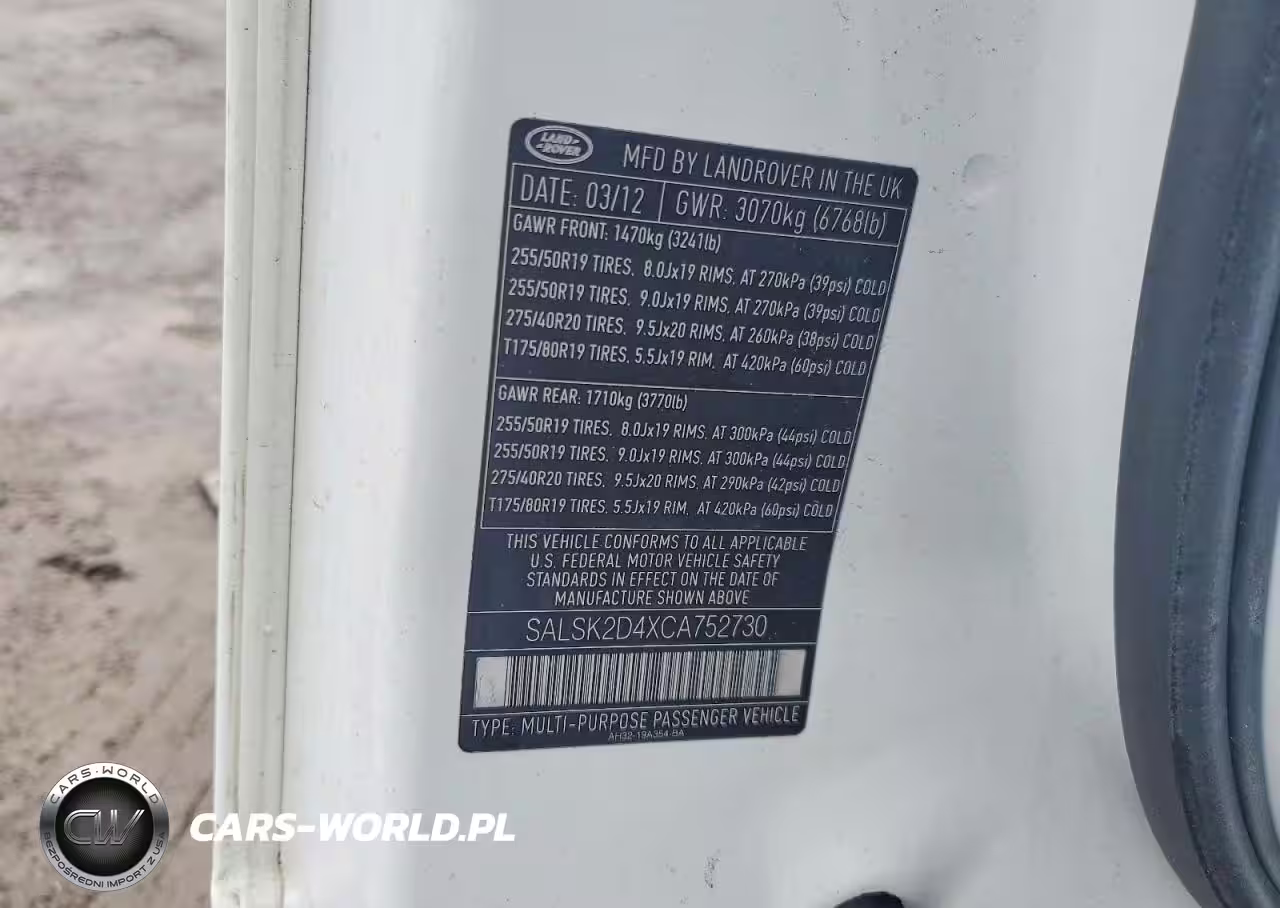 LAND ROVER
MFD BY LANDROVER IN THE UK
DATE: 03/12 GWR: 3070kg (6768lb)
GAWR FRONT: 1470kg (3241lb)
255/50R19 TIRES, 8.0Jx19 RIMS, AT 270kPa (39psi) COLD
255/50R19 TIRES, 9.0Jx19 RIMS, AT 270kPa (39psi) COLD
275/40R20 TIRES, 9.5Jx20 RIMS, AT 260kPa (38psi) COLD
T175/80R19 TIRES, 5.5Jx19 RIM, AT 420kPa (60psi) COLD
GAWR REAR: 1710kg (3770lb)
255/50R19 TIRES, 8.0Jx19 RIMS, AT 300kPa (44psi) COLD
255/50R19 TIRES, 9.0Jx19 RIMS, AT 300kPa (44psi) COLD
275/40R20 TIRES, 9.5Jx20 RIMS, AT 290kPa (42psi) COLD
T175/80R19 TIRES, 5.5Jx19 RIM, AT 420kPa (60psi) COLD
THIS VEHICLE CONFORMS TO ALL APPLICABLE
U.S. FEDERAL MOTOR VEHICLE SAFETY
STANDARDS IN EFFECT ON THE DATE OF
MANUFACTURE SHOWN ABOVE
SALSK2D4XCA752730
TYPE: MULTI-PURPOSE PASSENGER VEHICLE
AH32-19A354-BA
CARS-WORLD
CW
BEZPOŚREDNI IMPORT Z USA
CARS-WORLD.PL